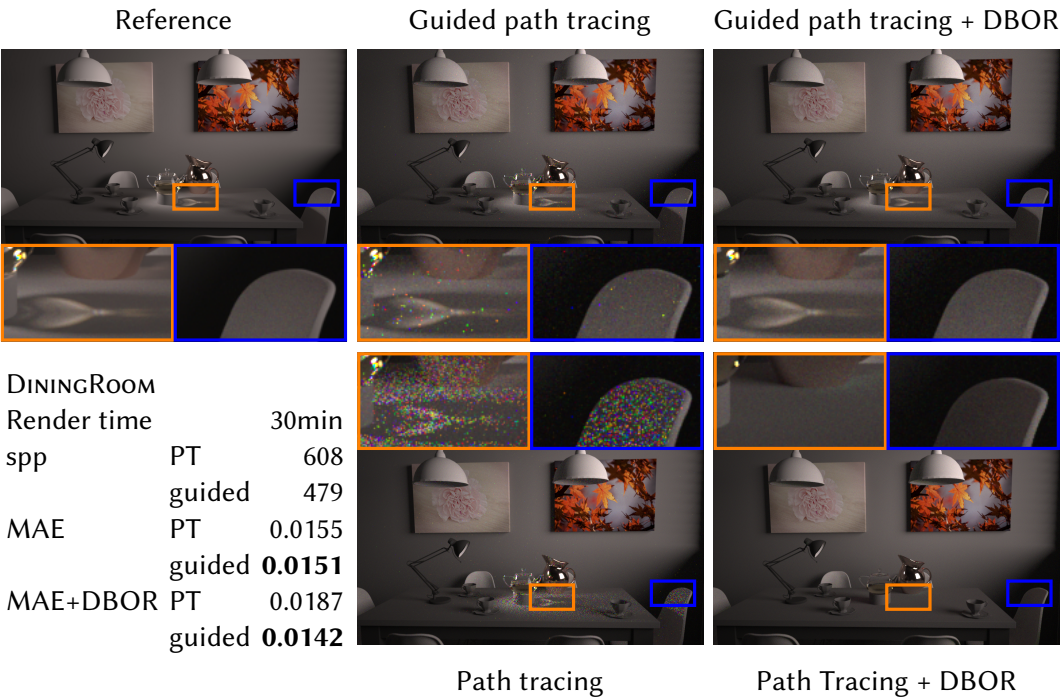 Reference
Guided path tracing
Guided path tracing + DBOR
DiningRoom
Render time 30min
spp PT 608
guided 479
MAE PT 0.0155
guided 0.0151
MAE+DBOR PT 0.0187
guided 0.0142
Path tracing
Path Tracing + DBOR